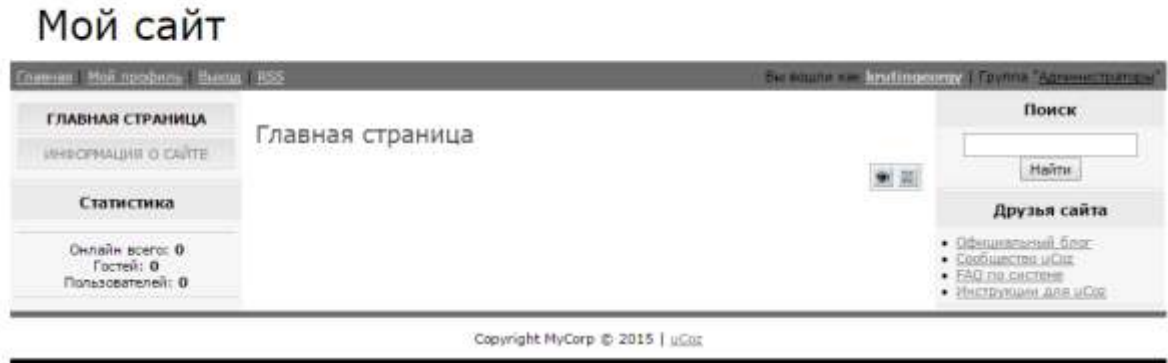 Мой сайт
Главная | Мой профиль | Выход | RSS
Вы вошли как | Группа "Администраторы"
ГЛАВНАЯ СТРАНИЦА
ИНФОРМАЦИЯ О САЙТЕ
Статистика
Онлайн всего: 0
Гостей: 0
Пользователей: 0
Главная страница
Поиск
Найти
Друзья сайта
Официальный блог
Сообщество uCoz
FAQ по системе
Инструкции для uCoz
Copyright MyCorp © 2015 | uCoz